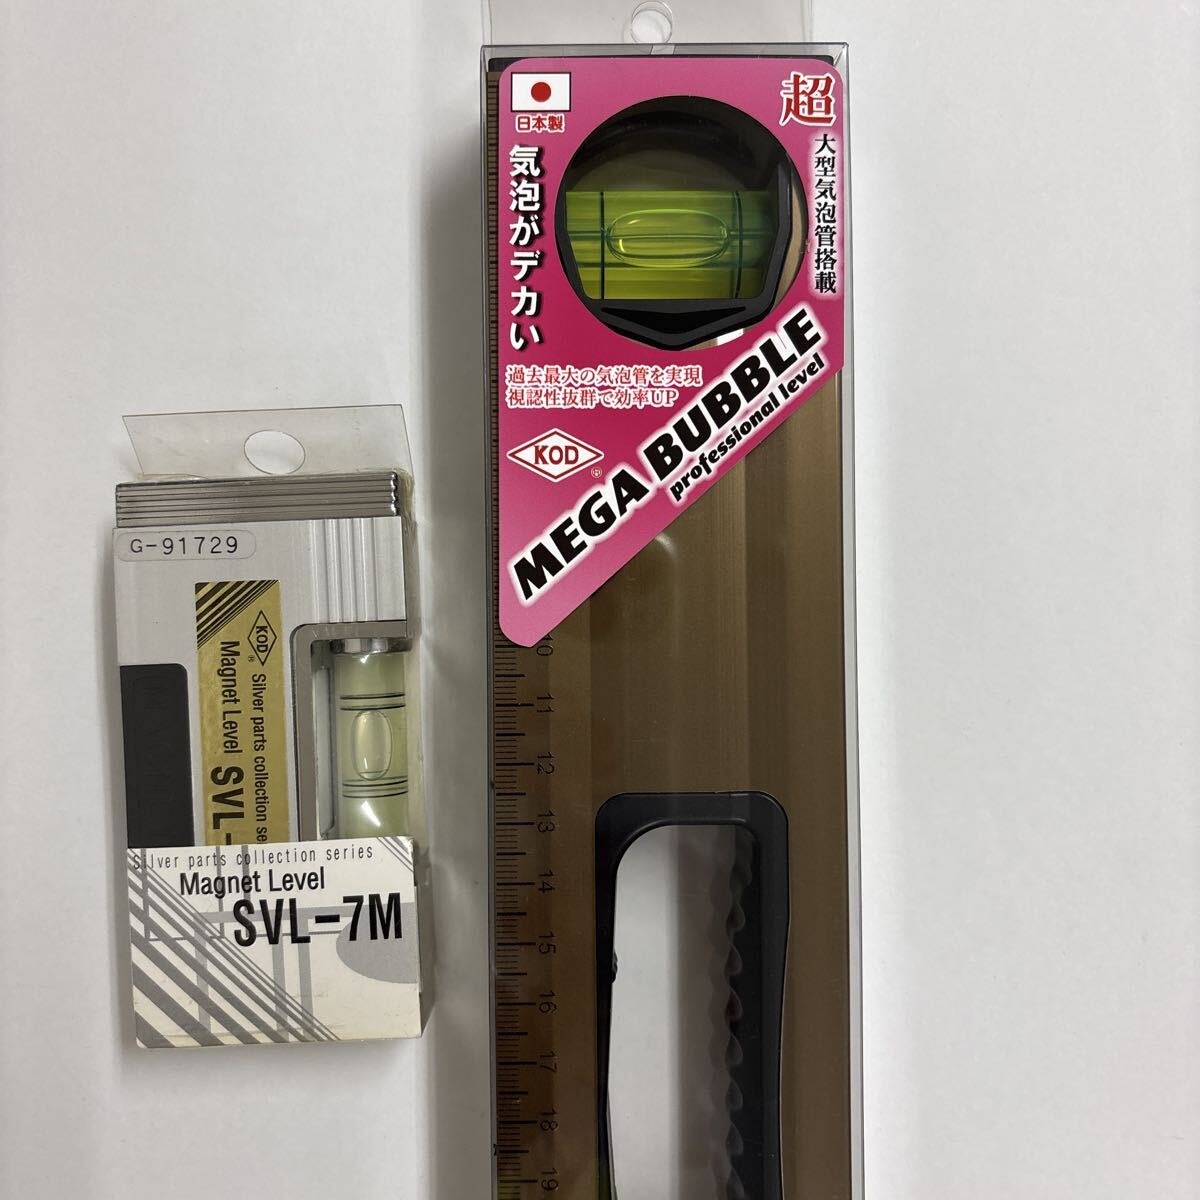 日本製
気泡がデカい
超
大型気泡管搭載
過去最大の気泡管を実現
視認性抜群で効率UP
KOD
®
MEGA BUBBLE
professional level
10
11
12
13
14
15
16
17
18
19
G-91729
KOD
®
Silver parts collection se
Magnet Level SVL-
Silver parts collection series
Magnet Level
SVL-7M